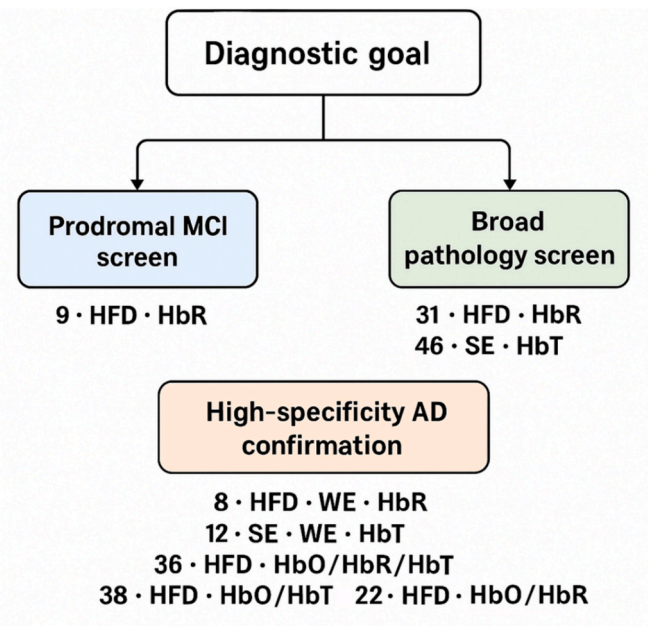 Diagnostic goal
Prodromal MCI
screen
9 · HFD · HbR
Broad
pathology screen
31 · HFD · HbR
46 · SE · HbT
High-specificity AD
confirmation
8 · HFD · WE · HbR
12 · SE · WE · HbT
36 · HFD · HbO/HbR/HbT
38 · HFD · HbO/HbT 22 · HFD · HbO/HbR